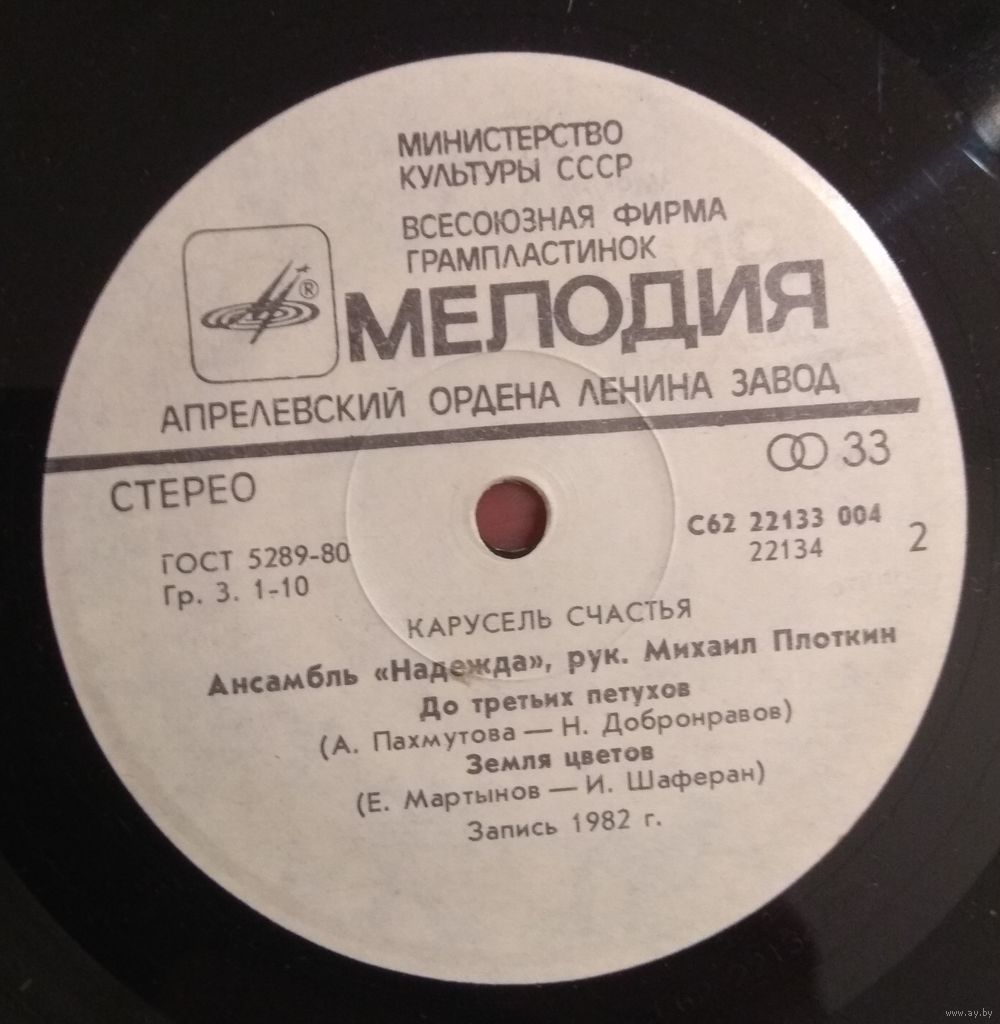 МИНИСТЕРСТВО
КУЛЬТУРЫ СССР
ВСЕСОЮЗНАЯ ФИРМА
ГРАМПЛАСТИНОК
®
МЕЛОДИЯ
АПРЕЛЕВСКИЙ ОРДЕНА ЛЕНИНА ЗАВОД
СТЕРЕО
33
ГОСТ 5289-80
Гр. 3. 1-10
С62 22133 004
22134
2
КАРУСЕЛЬ СЧАСТЬЯ
Ансамбль «Надежда», рук. Михаил Плоткин
До третьих петухов
(А. Пахмутова — Н. Добронравов)
Земля цветов
(Е. Мартынов — И. Шаферан)
Запись 1982 г.
www.ay.by